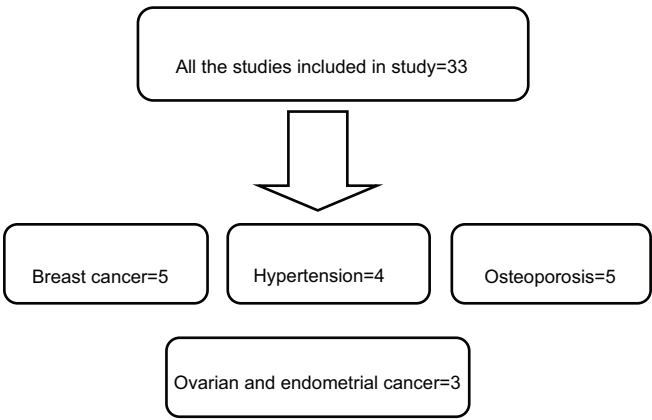 All the studies included in study=33
Breast cancer=5
Hypertension=4
Osteoporosis=5
Ovarian and endometrial cancer=3